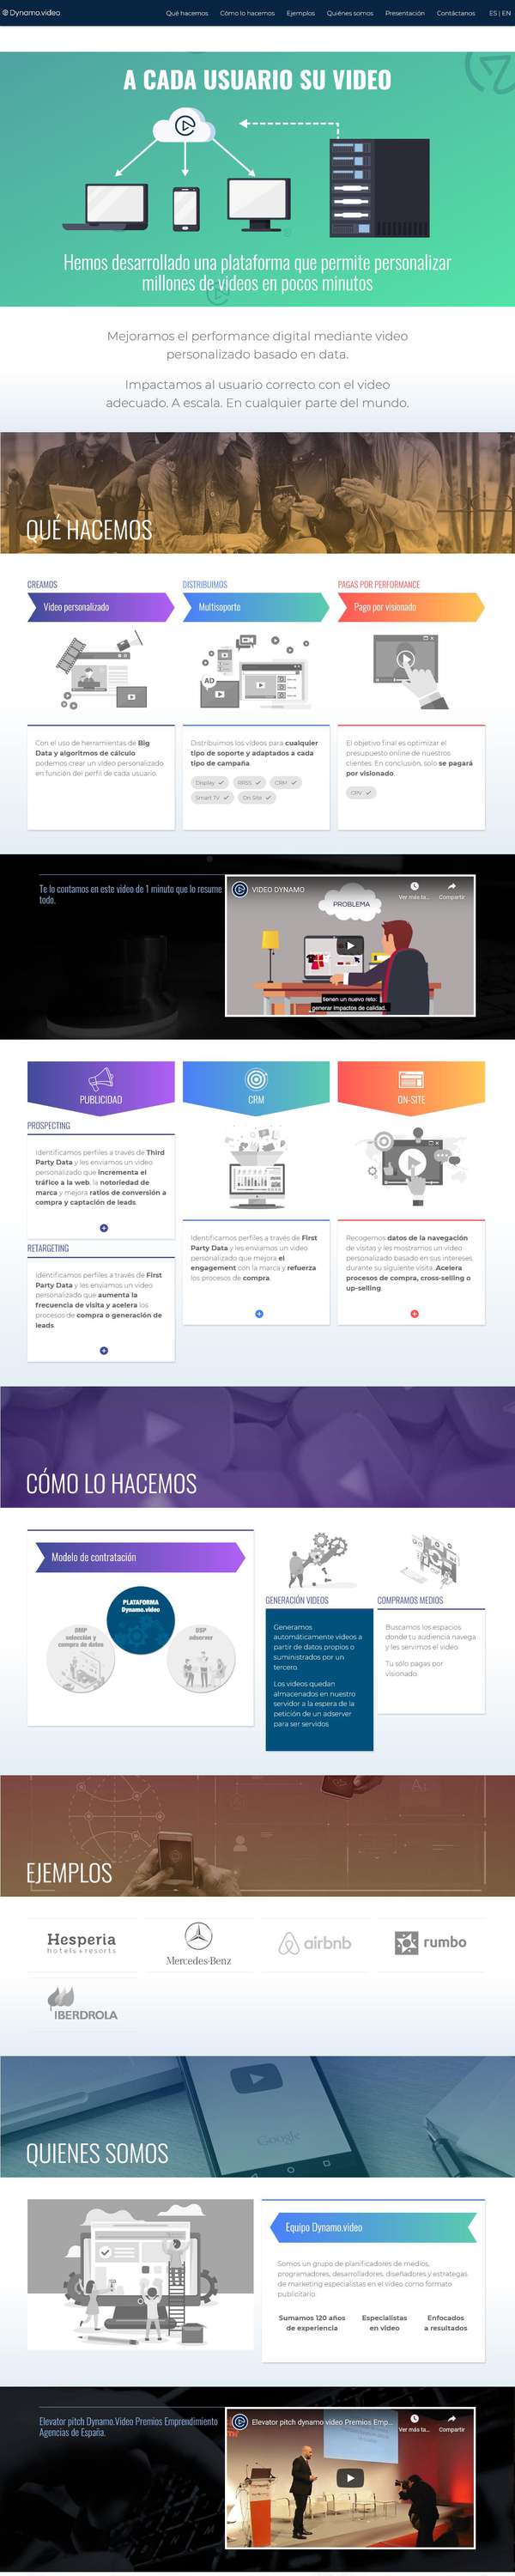 Dynamo.video
Qué hacemos
Cómo lo hacemos
Ejemplos
Quiénes somos
Presentación
Contáctanos
ES | EN
A CADA USUARIO SU VIDEO
Hemos desarrollado una plataforma que permite personalizar
millones de videos en pocos minutos
Mejoramos el performance digital mediante video
personalizado basado en data.
Impactamos al usuario correcto con el video
adecuado. A escala. En cualquier parte del mundo.
QUÉ HACEMOS
CREAMOS
Video personalizado
Con el uso de herramientas de Big
Data y algoritmos de cálculo
podemos crear un video personalizado
en función del perfil de cada usuario.
DISTRIBUIMOS
Multisoporte
AD
Distribuimos los videos para cualquier
tipo de soporte y adaptados a cada
tipo de campaña.
Display
RRSS
CRM
Smart TV
On Site
PAGAS POR PERFORMANCE
Pago por visionado
El objetivo final es optimizar el
presupuesto online de nuestros
clientes. En conclusión, solo se pagará
por visionado.
CPV
Te lo contamos en este video de 1 minuto que lo resume
todo.
VIDEO DYNAMO
Ver más ta...
Compartir
PROBLEMA
tienen un nuevo reto:
generar impactos de calidad.
PUBLICIDAD
PROSPECTING
Identificamos perfiles a través de Third
Party Data y les enviamos un video
personalizado que incrementa el
tráfico a la web, la notoriedad de
marca y mejora ratios de conversión a
compra y captación de leads.
RETARGETING
Identificamos perfiles a través de First
Party Data y les enviamos un video
personalizado que aumenta la
frecuencia de visita y acelera los
procesos de compra o generación de
leads.
CRM
Identificamos perfiles a través de First
Party Data y les enviamos un video
personalizado que mejora el
engagement con la marca y refuerza
los procesos de compra.
ON-SITE
Recogemos datos de la navegación
de visitas y les mostramos un video
personalizado basado en sus intereses
durante su siguiente visita. Acelera
procesos de compra, cross-selling o
up-selling.
CÓMO LO HACEMOS
Modelo de contratación
PLATAFORMA
Dynamo.video
DMP
selección y
compra de datos
DSP
adserver
GENERACIÓN VIDEOS
Generamos
automáticamente videos a
partir de datos propios o
suministrados por un
tercero.
Los videos quedan
almacenados en nuestro
servidor a la espera de la
petición de un adserver
para ser servidos.
COMPRAMOS MEDIOS
Buscamos los espacios
donde tu audiencia navega
y les servimos el video.
Tu sólo pagas por
visionado.
EJEMPLOS
Hesperia
hotels & resorts
Mercedes-Benz
airbnb
rumbo
IBERDROLA
Google
QUIENES SOMOS
Equipo Dynamo.video
Somos un grupo de planificadores de medios,
programadores, desarrolladores, diseñadores y estrategas
de marketing especialistas en el video como formato
publicitario.
Sumamos 120 años
de experiencia
Especialistas
en video
Enfocados
a resultados
Elevator pitch Dynamo.Video Premios Emprendimiento
Agencias de España.
Elevator pitch dynamo video Premios Emp...
Ver más ta...
Compartir